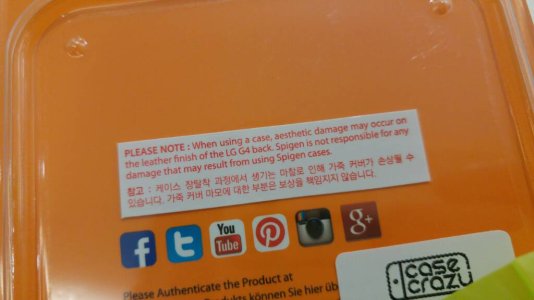 PLEASE NOTE : When using a case, aesthetic damage may occur on
the leather finish of the LG G4 back. Spigen is not responsible for any
damage that may result from using Spigen cases.
참고 : 케이스 장탈착 과정에서 생기는 마찰로 인해 가죽 커버가 손상될 수
있습니다. 가죽 커버 마모에 대한 부분은 보상을 책임지지 않습니다.
f t You Tube g+
Please Authenticate the Product at
Produkts können Sie hier üb
case
crazy